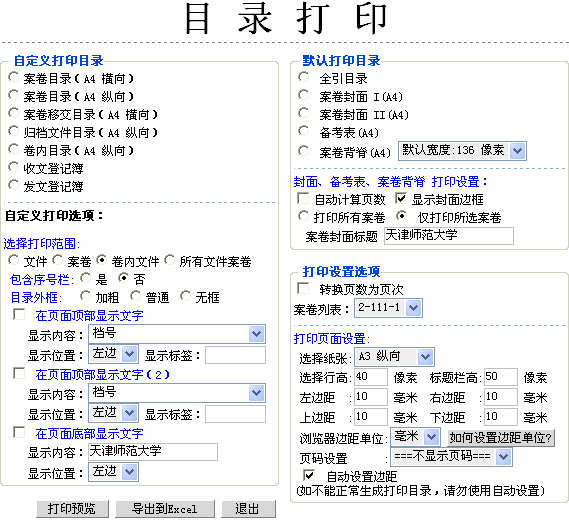 目 录 打 印
自定义打印目录
案卷目录(A4 横向)
案卷目录(A4 纵向)
案卷移交目录(A4 横向)
归档文件目录(A4 纵向)
卷内目录(A4 纵向)
收文登记簿
发文登记簿
自定义打印选项:
选择打印范围:
文件 案卷 卷内文件 所有文件案卷
包含序号栏: 是 否
目录外框: 加粗 普通 无框
在页面顶部显示文字
显示内容: 档号
显示位置: 左边 显示标签:
在页面顶部显示文字(2)
显示内容: 档号
显示位置: 左边 显示标签:
在页面底部显示文字
显示内容: 天津师范大学
显示位置: 左边
默认打印目录
全引目录
案卷封面 I(A4)
案卷封面 II(A4)
备考表(A4)
案卷背脊(A4) 默认宽度:136 像素
封面、备考表、案卷背脊 打印设置:
自动计算页数 显示封面边框
打印所有案卷 仅打印所选案卷
案卷封面标题 天津师范大学
打印设置选项
转换页数为页次
案卷列表: 2-111-1
打印页面设置:
选择纸张: A3 纵向
选择行高: 40 像素 标题栏高: 50 像素
左边距 : 10 毫米 右边距 : 10 毫米
上边距 : 10 毫米 下边距 : 10 毫米
浏览器边距单位: 毫米 如何设置边距单位?
页码设置 : ===不显示页码===
自动设置边距
(如不能正常生成打印目录,请勿使用自动设置)
打印预览 导出到Excel 退出